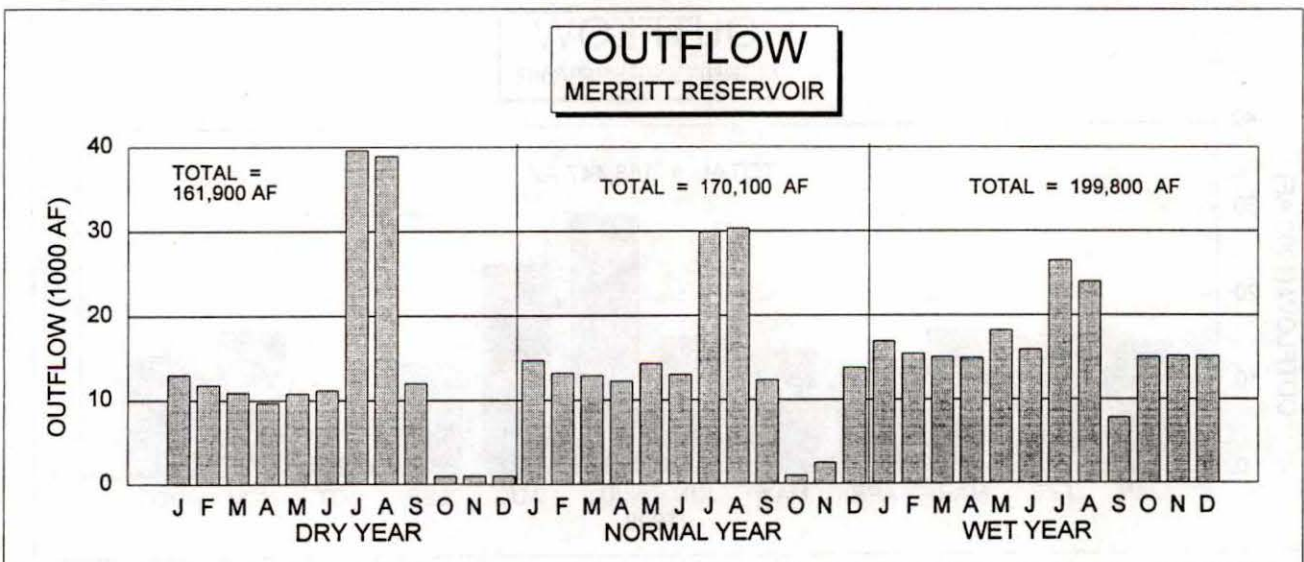 OUTFLOW
MERRITT RESERVOIR
OUTFLOW (1000 AF)
40
30
20
10
0
TOTAL =
161,900 AF
TOTAL = 170,100 AF
TOTAL = 199,800 AF
J F M A M J J A S O N D J F M A M J J A S O N D J F M A M J J A S O N D
DRY YEAR NORMAL YEAR WET YEAR